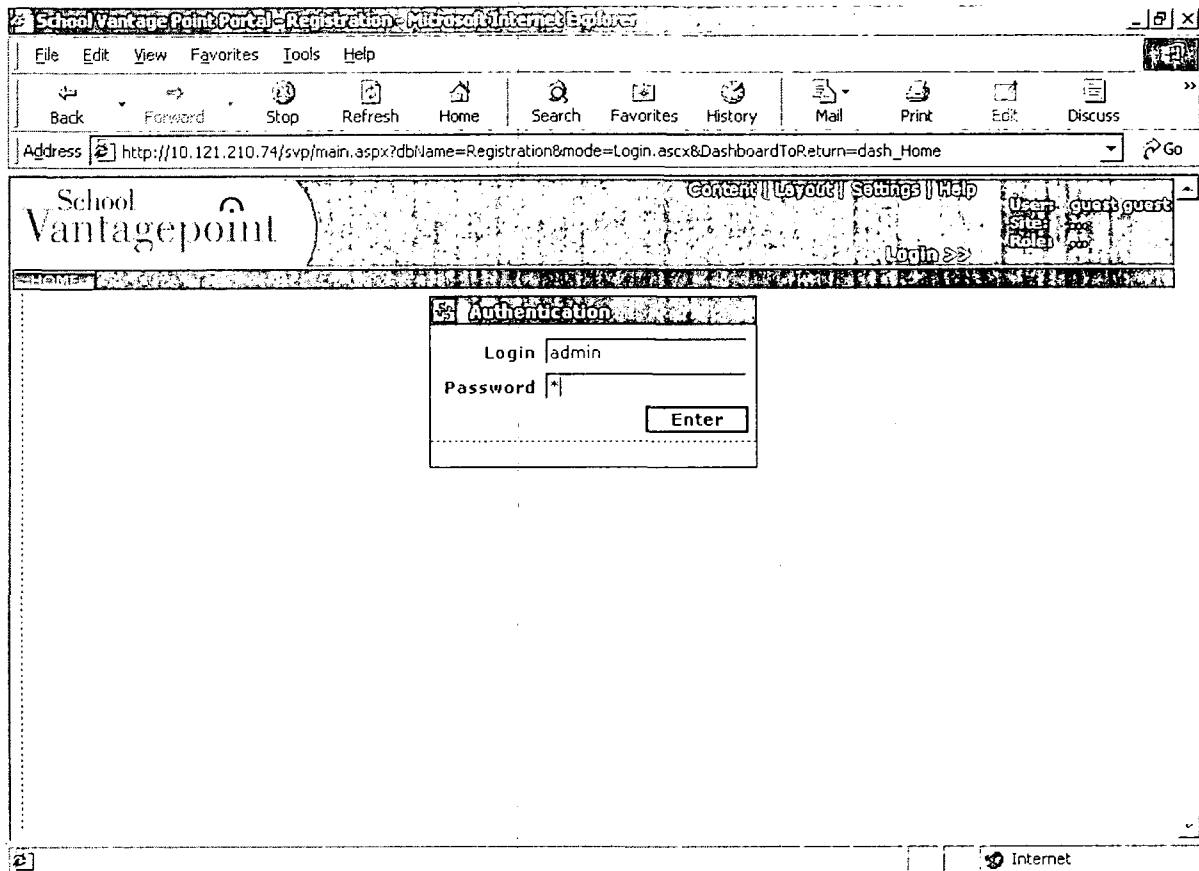 School Vantage Point Portal - Registration - Microsoft Internet Explorer
File Edit View Favorites Tools Help
Back Forward Stop Refresh Home Search Favorites History Mail Print Edit Discuss »
Address http://10.121.210.74/svp/main.aspx?dbName=Registration&mode=Login.ascx&DashboardToReturn=dash_Home Go
School
Vantagepoint
Content | Layout | Settings | Help
User: guest guest
Site: ...
Role: ...
Login >>
HOME
Authentication
Login admin
Password *
Enter
Internet